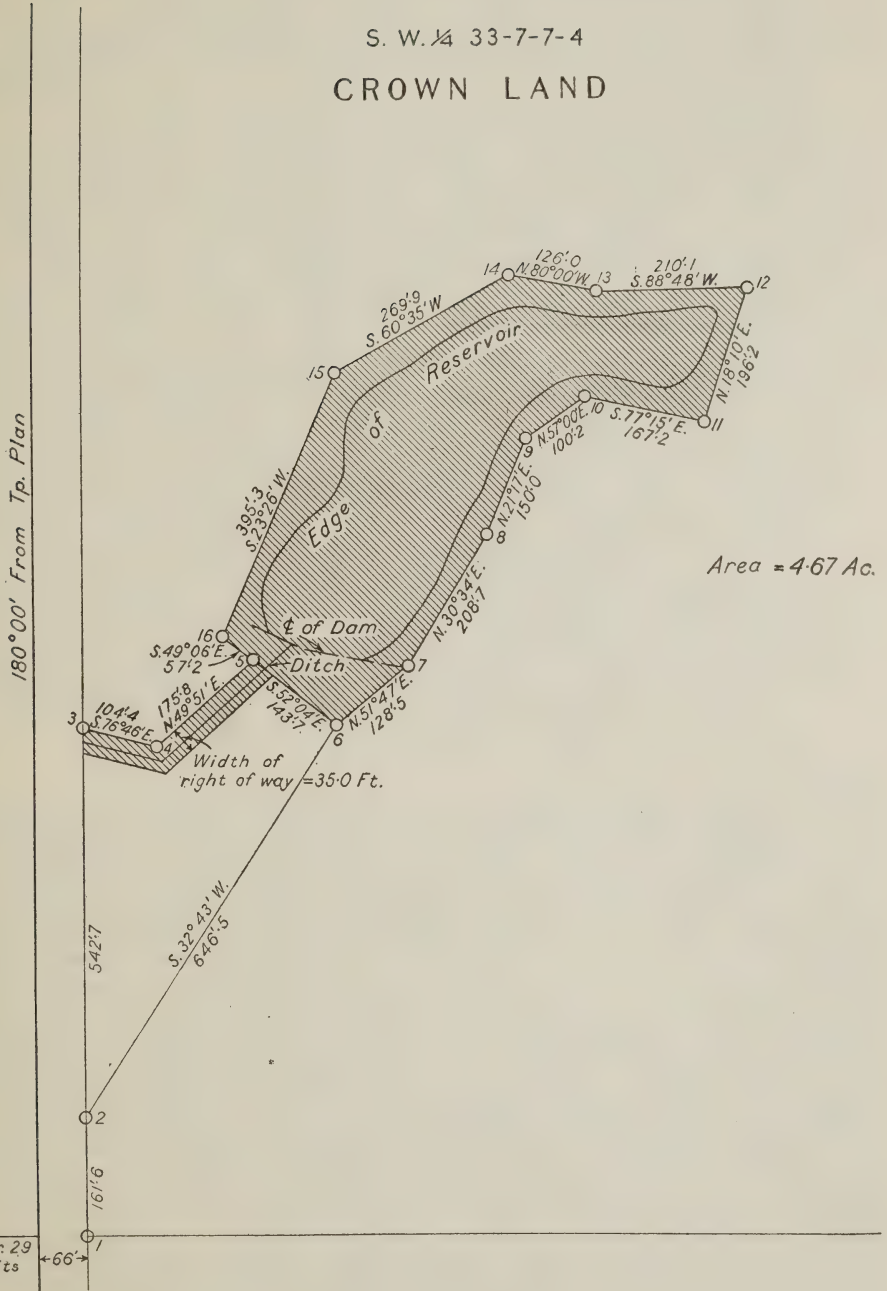 S. W. ¼ 33-7-7-4
CROWN LAND
180°00' From Tp. Plan
14
126'.0
N.80°00'W.
13
210'.1
S.88°48'W.
12
269'.9
S.60°35'W
15
Reservoir
of
Edge
N.18°10'E.
196'.2
10
S.77°15'E.
167'.2
11
N.57°00'E.
100'.2
9
N.21°17'E.
150'.0
8
395'.3
S.23°26'W.
Area = 4.67 Ac.
N.30°34'E.
208'.7
16
S.49°06'E.
57'.2
℄ of Dam
5
Ditch
7
175'.8
N49°51'E.
S.52°04'E.
143'.7
N.51°47'E.
128'.5
6
3
104'.4
S.76°46'E.
4
Width of
right of way = 35.0 Ft.
S.32°43'W.
646'.5
542'.7
2
161'.6
1
29
66'